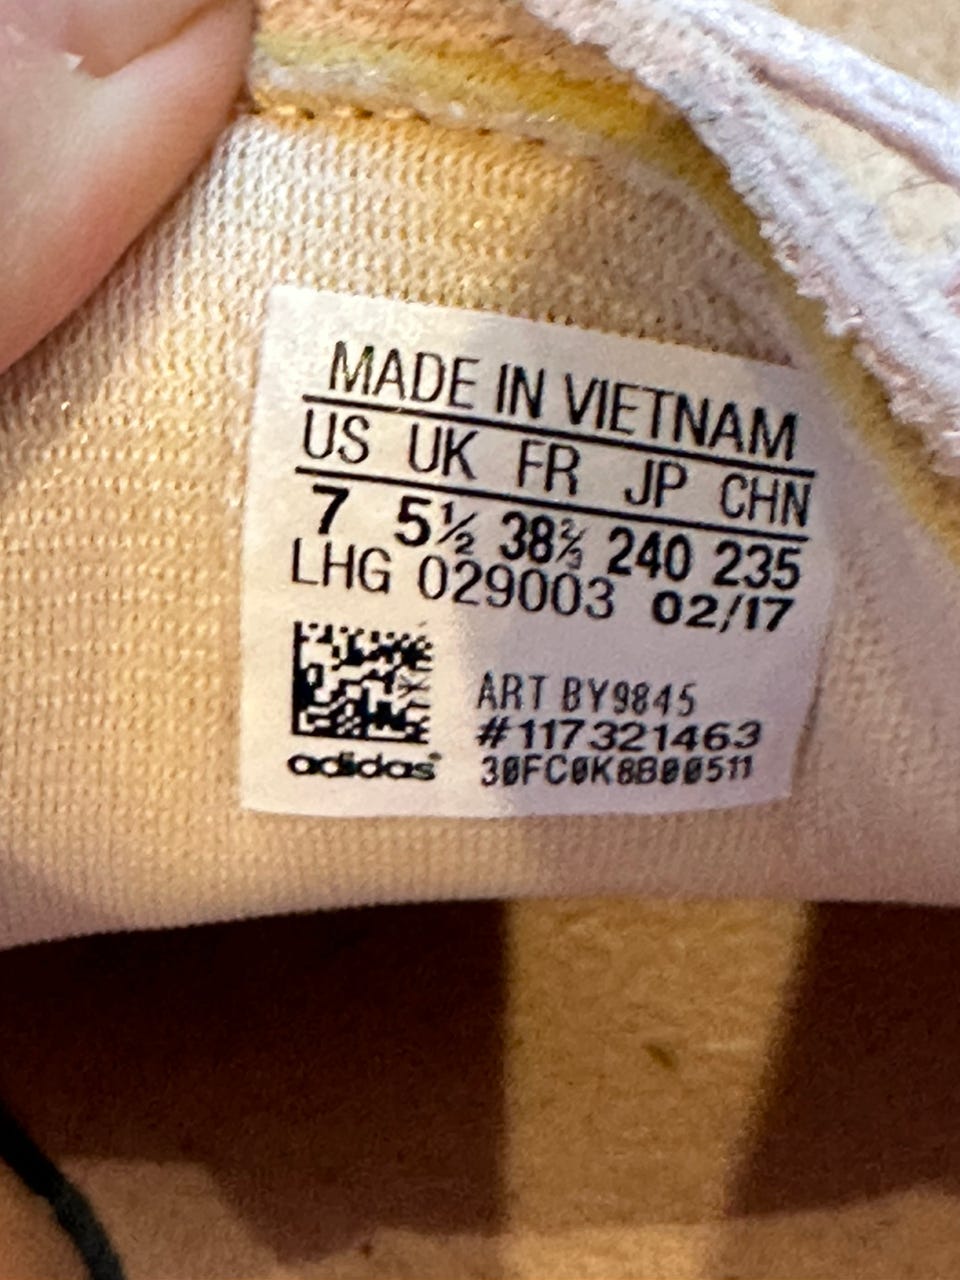 MADE IN VIETNAM
US UK FR JP CHN
7 5½ 38⅔ 240 235
LHG 029003 02/17
ART BY9845
#117321463
adidas® 30FC0K8B00511